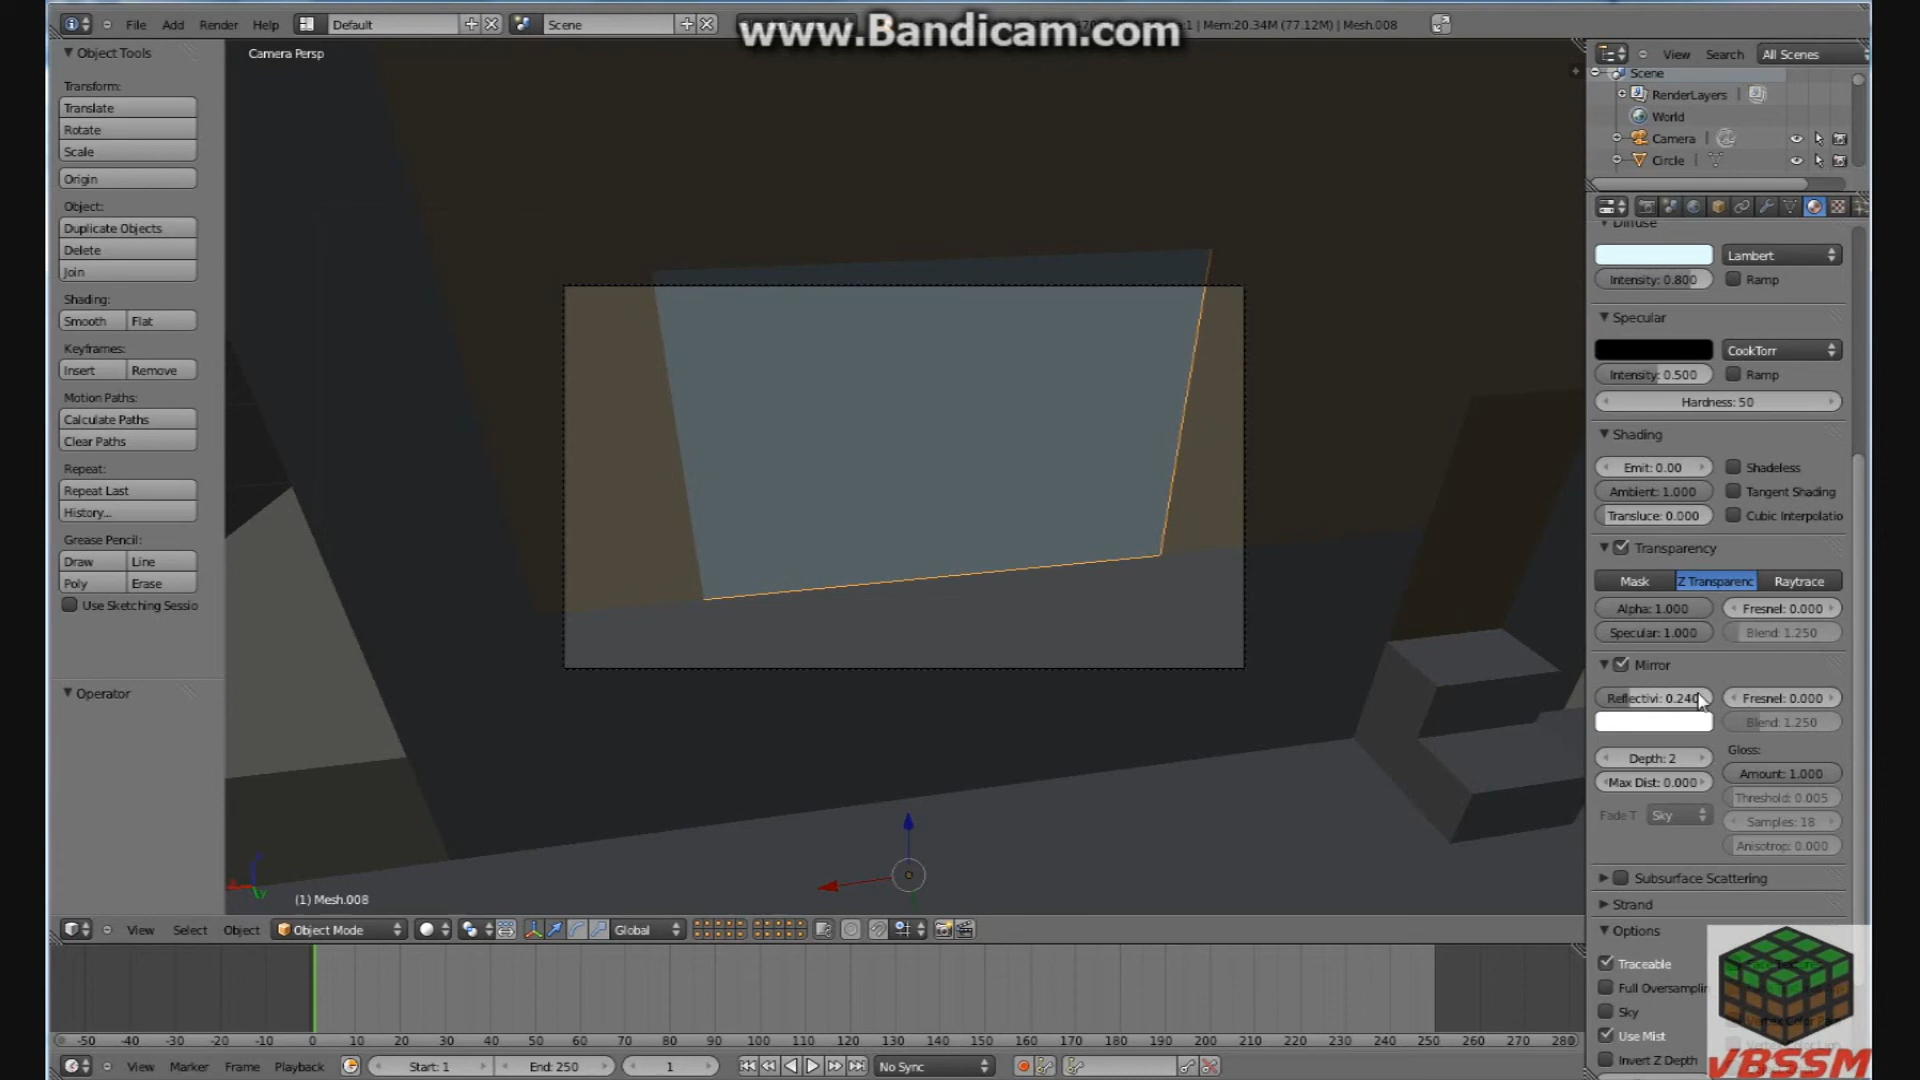 www.Bandicam.com
File Add Render Help Default Scene Mem:20.34M (77.12M) | Mesh.008
Object Tools
Camera Persp
View Search All Scenes
Scene
RenderLayers
World
Camera
Circle
Transform:
Translate
Rotate
Scale
Origin
Object:
Duplicate Objects
Delete
Join
Shading:
Smooth Flat
Keyframes:
Insert Remove
Motion Paths:
Calculate Paths
Clear Paths
Repeat:
Repeat Last
History...
Grease Pencil:
Draw Line
Poly Erase
Use Sketching Sessio
Operator
Diffuse
Lambert
Intensity: 0.800 Ramp
Specular
CookTorr
Intensity: 0.500 Ramp
Hardness: 50
Shading
Emit: 0.00 Shadeless
Ambient: 1.000 Tangent Shading
Transluce: 0.000 Cubic Interpolatio
Transparency
Mask Z Transparenc Raytrace
Alpha: 1.000 Fresnel: 0.000
Specular: 1.000 Blend: 1.250
Mirror
Reflectivi: 0.240 Fresnel: 0.000
Blend: 1.250
Depth: 2 Gloss:
Max Dist: 0.000 Amount: 1.000
Threshold: 0.005
Fade T Sky Samples: 18
Anisotrop: 0.000
Subsurface Scattering
Strand
Options
Traceable
Full Oversamplin
Sky
Use Mist
Invert Z Depth
VBSSM
(1) Mesh.008
View Select Object Object Mode Global
-50 -40 -30 -20 -10 0 10 20 30 40 50 60 70 80 90 100 110 120 130 140 150 160 170 180 190 200 210 220 230 240 250 260 270 280
View Marker Frame Playback Start: 1 End: 250 1 No Sync